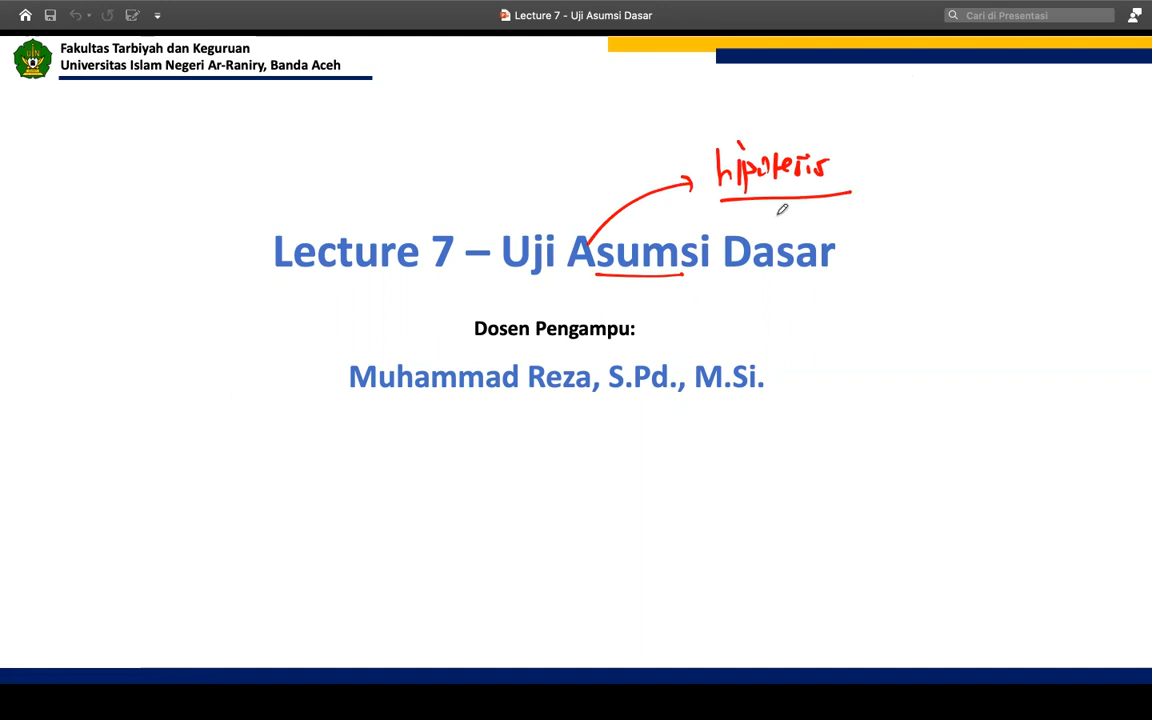 Lecture 7 - Uji Asumsi Dasar
Cari di Presentasi
Fakultas Tarbiyah dan Keguruan
Universitas Islam Negeri Ar-Raniry, Banda Aceh
hipotesis
Lecture 7 – Uji Asumsi Dasar
Dosen Pengampu:
Muhammad Reza, S.Pd., M.Si.